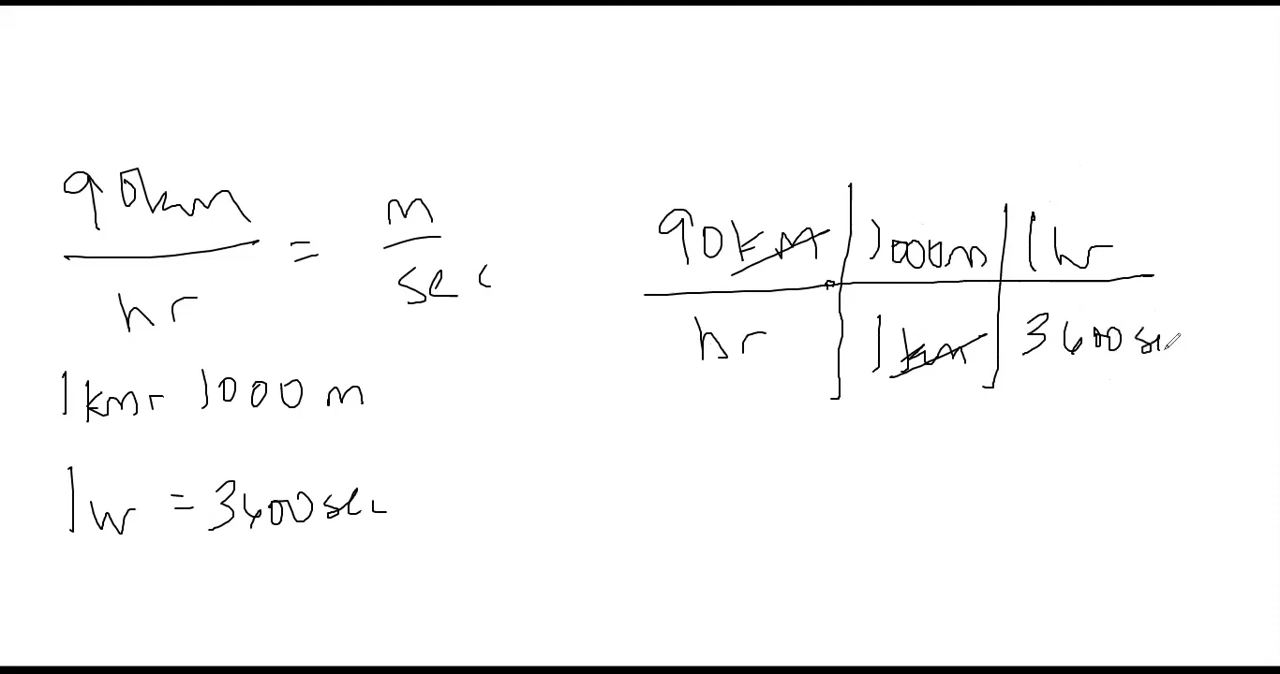 90km
hr
=
m
sec
1km= 1000 m
1hr = 3600sec
90km | 1000m | 1hr
hr | 1km | 3600sec